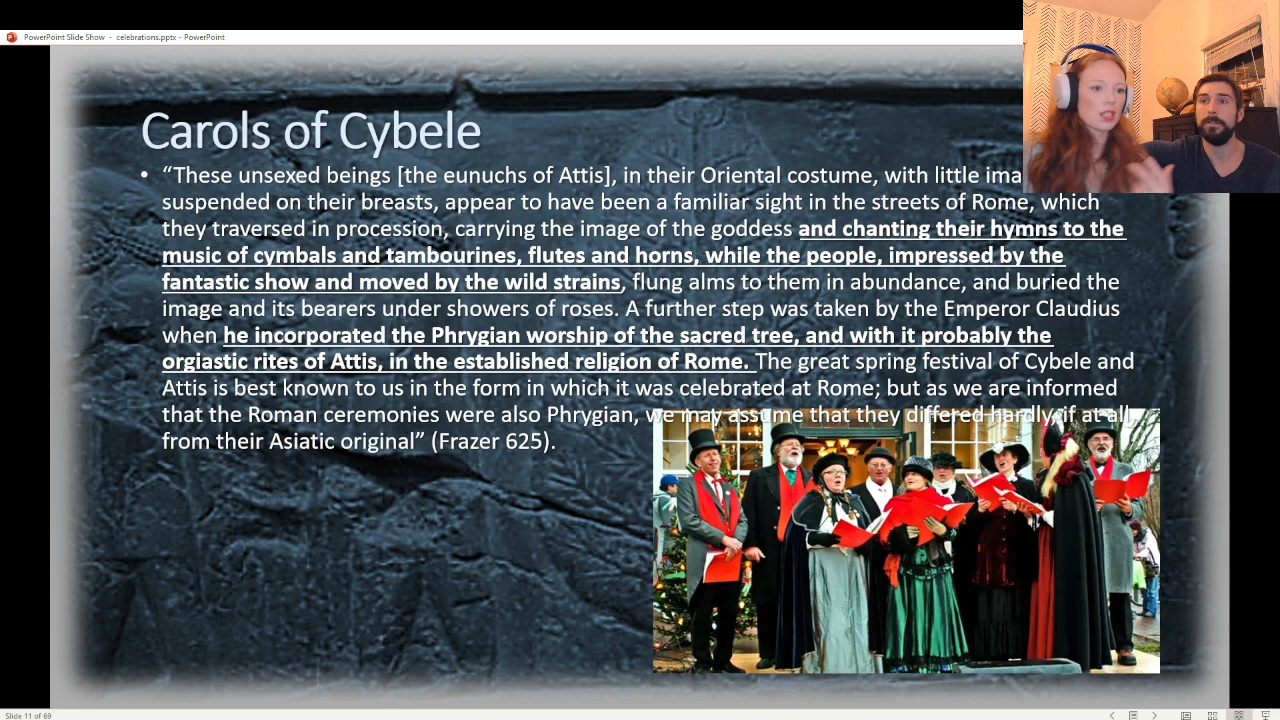 PowerPoint Slide Show - celebrations.pptx - PowerPoint
Carols of Cybele
• “These unsexed beings [the eunuchs of Attis], in their Oriental costume, with little
suspended on their breasts, appear to have been a familiar sight in the streets of Rome, which
they traversed in procession, carrying the image of the goddess and chanting their hymns to the
music of cymbals and tambourines, flutes and horns, while the people, impressed by the
fantastic show and moved by the wild strains, flung alms to them in abundance, and buried the
image and its bearers under showers of roses. A further step was taken by the Emperor Claudius
when he incorporated the Phrygian worship of the sacred tree, and with it probably the
orgiastic rites of Attis, in the established religion of Rome. The great spring festival of Cybele and
Attis is best known to us in the form in which it was celebrated at Rome; but as we are informed
that the Roman ceremonies were also Phrygian, we may assume that they differed hardly, if at all,
from their Asiatic original” (Frazer 625).
Slide 11 of 69